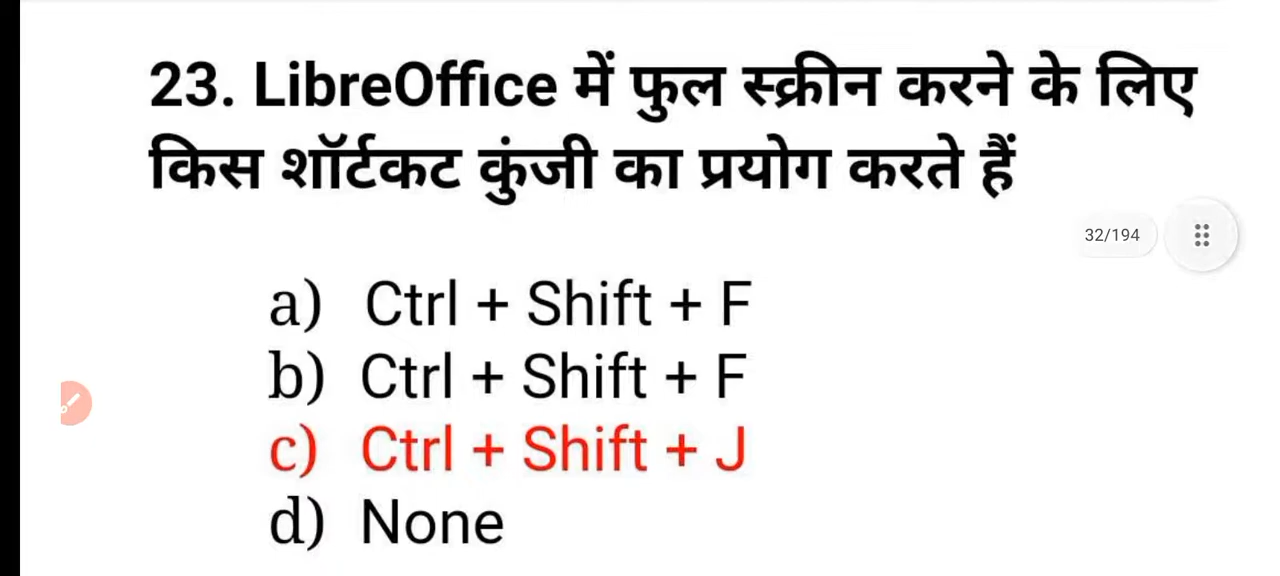 23. LibreOffice में फुल स्क्रीन करने के लिए
किस शॉर्टकट कुंजी का प्रयोग करते हैं
32/194
a) Ctrl + Shift + F
b) Ctrl + Shift + F
c) Ctrl + Shift + J
d) None